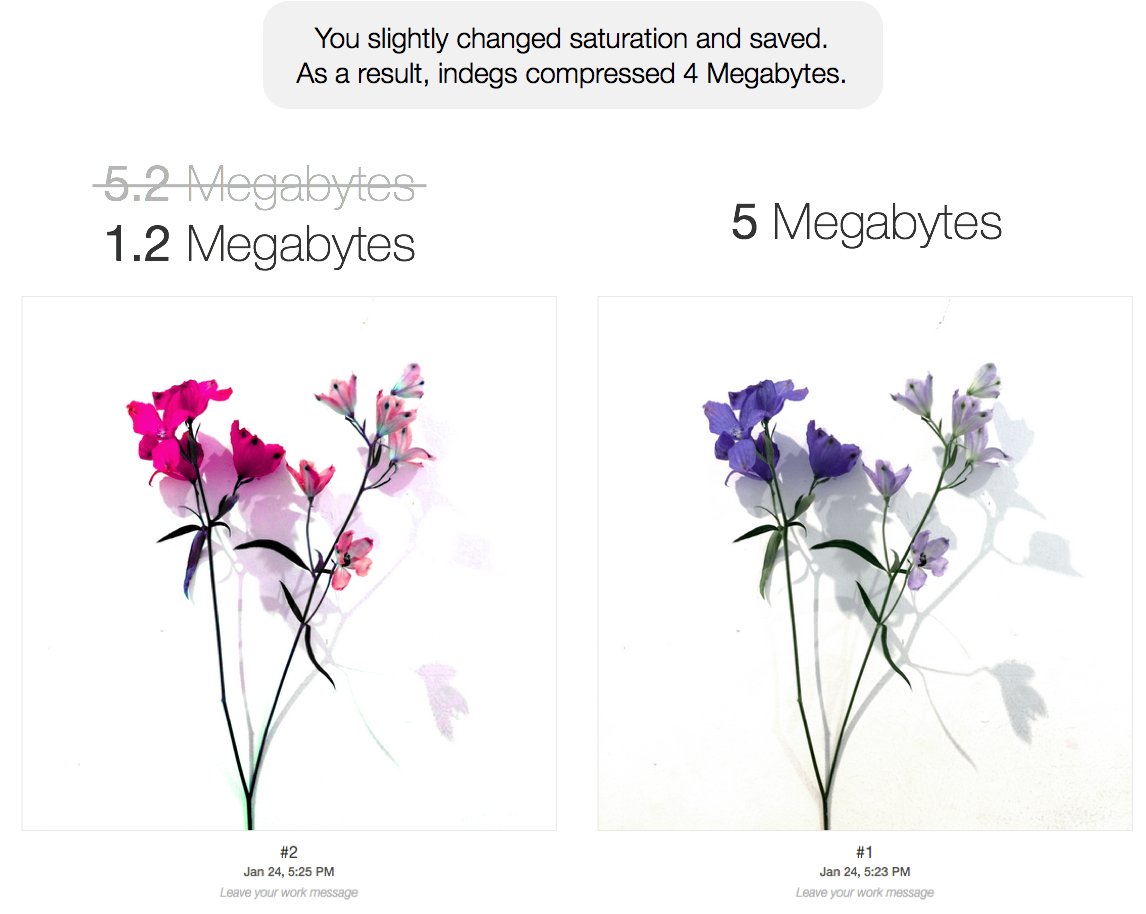 You slightly changed saturation and saved.
As a result, indegs compressed 4 Megabytes.
5.2 Megabytes
1.2 Megabytes
5 Megabytes
#2
Jan 24, 5:25 PM
Leave your work message
#1
Jan 24, 5:23 PM
Leave your work message